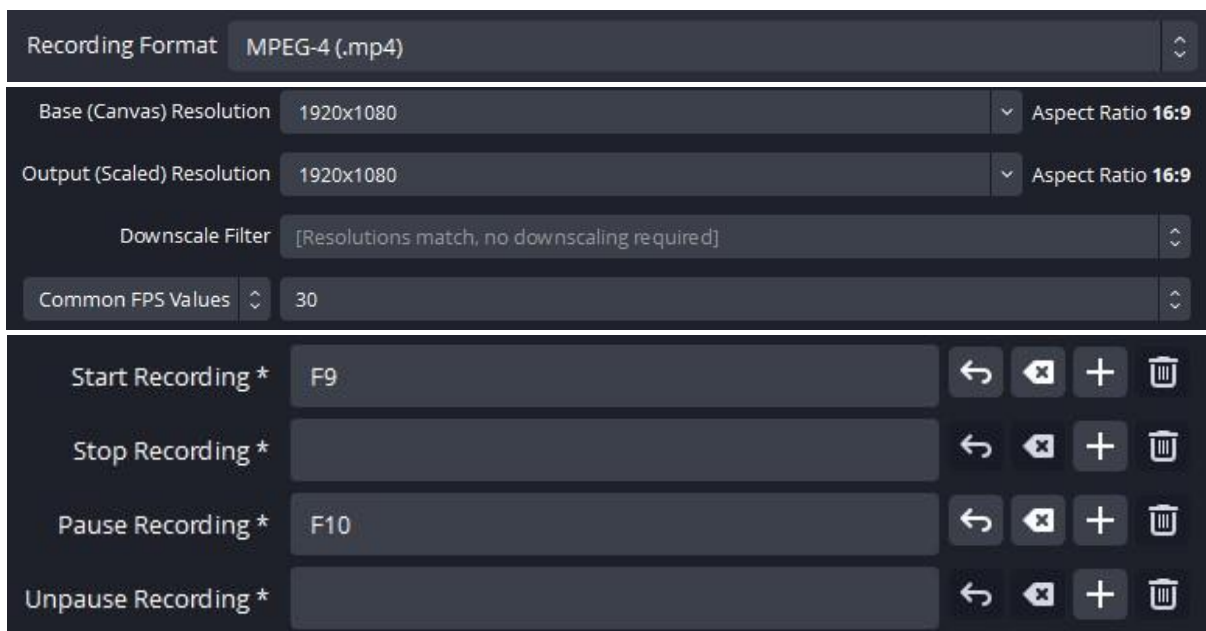 Recording Format MPEG-4 (.mp4)
Base (Canvas) Resolution 1920x1080 Aspect Ratio 16:9
Output (Scaled) Resolution 1920x1080 Aspect Ratio 16:9
Downscale Filter [Resolutions match, no downscaling required]
Common FPS Values 30
Start Recording * F9
Stop Recording *
Pause Recording * F10
Unpause Recording *